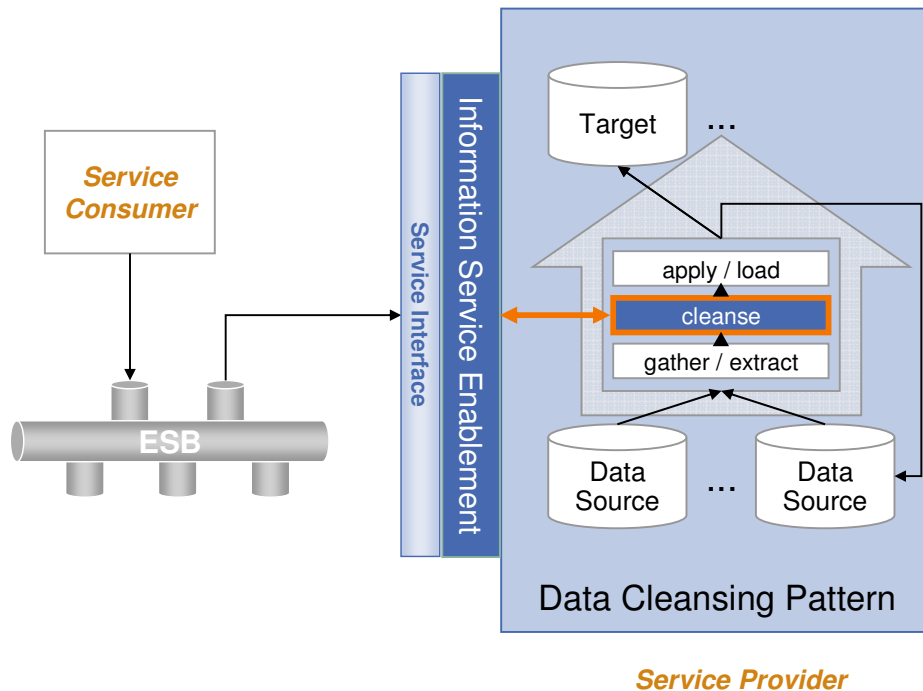 Service
Consumer
ESB
Service Interface
Information Service Enablement
Target
...
apply / load
cleanse
gather / extract
Data
Source
...
Data
Source
Data Cleansing Pattern
Service Provider